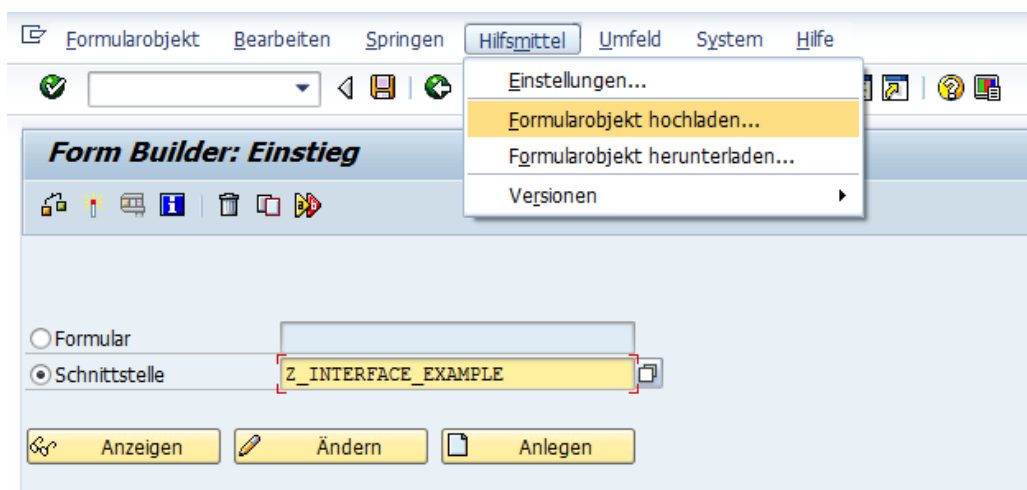 Formularobjekt Bearbeiten Springen Hilfsmittel Umfeld System Hilfe
Einstellungen...
Formularobjekt hochladen...
Formularobjekt herunterladen...
Versionen
Form Builder: Einstieg
Formular
Schnittstelle Z_INTERFACE_EXAMPLE
Anzeigen Ändern Anlegen